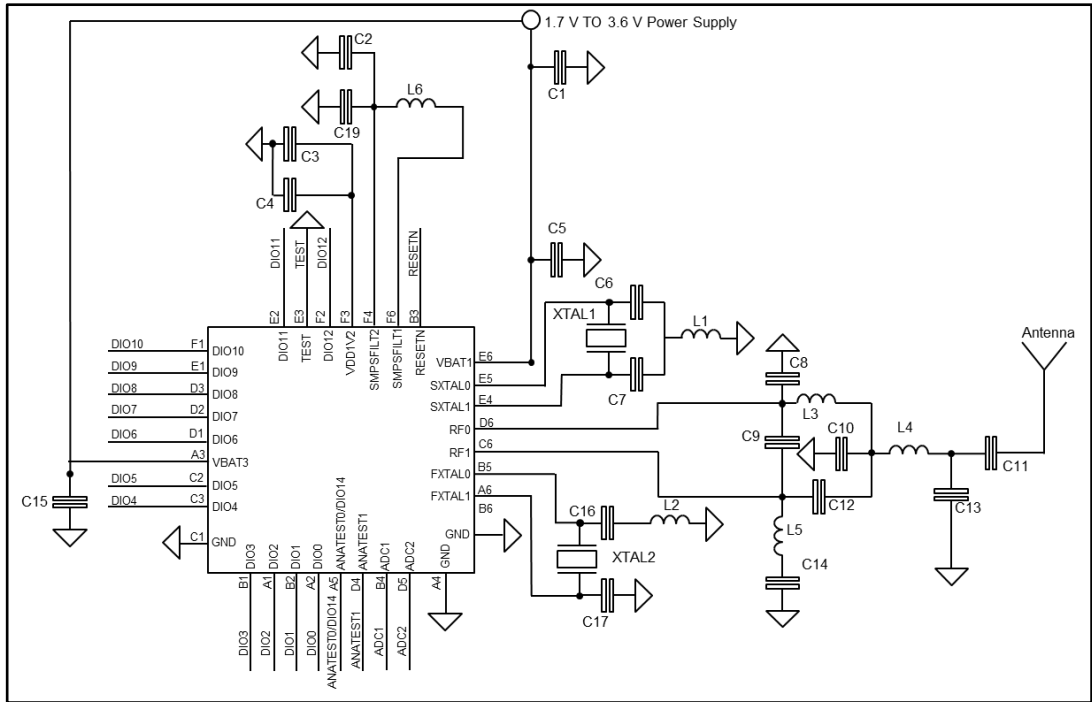 1.7 V TO 3.6 V Power Supply
C2
C1
L6
C19
C3
C4
DIO11
TEST
DIO12
RESETN
C5
C6
XTAL1
L1
C7
E2
E3
F2
F3
F4
F6
B3
DIO11
TEST
DIO12
VDD1V2
SMPSFILT2
SMPSFILT1
RESETN
DIO10 F1 DIO10
DIO9 E1 DIO9
DIO8 D3 DIO8
DIO7 D2 DIO7
DIO6 D1 DIO6
A3 VBAT3
DIO5 C2 DIO5
DIO4 C3 DIO4
C15
C1 GND
VBAT1 E6
SXTAL0 E5
SXTAL1 E4
RF0 D6
RF1 C6
FXTAL0 B5
FXTAL1 A6
B6
GND
GND
A4
Antenna
C8
L3
C9
C10
L4
C11
C12
C13
L5
C14
C16
L2
XTAL2
C17
DIO3
DIO2
DIO1
DIO0
ANATEST0/DIO14
ANATEST1
ADC1
ADC2
B1
A1
B2
A2
A5
D4
B4
D5
DIO3
DIO2
DIO1
DIO0
ANATEST0/DIO14
ANATEST1
ADC1
ADC2